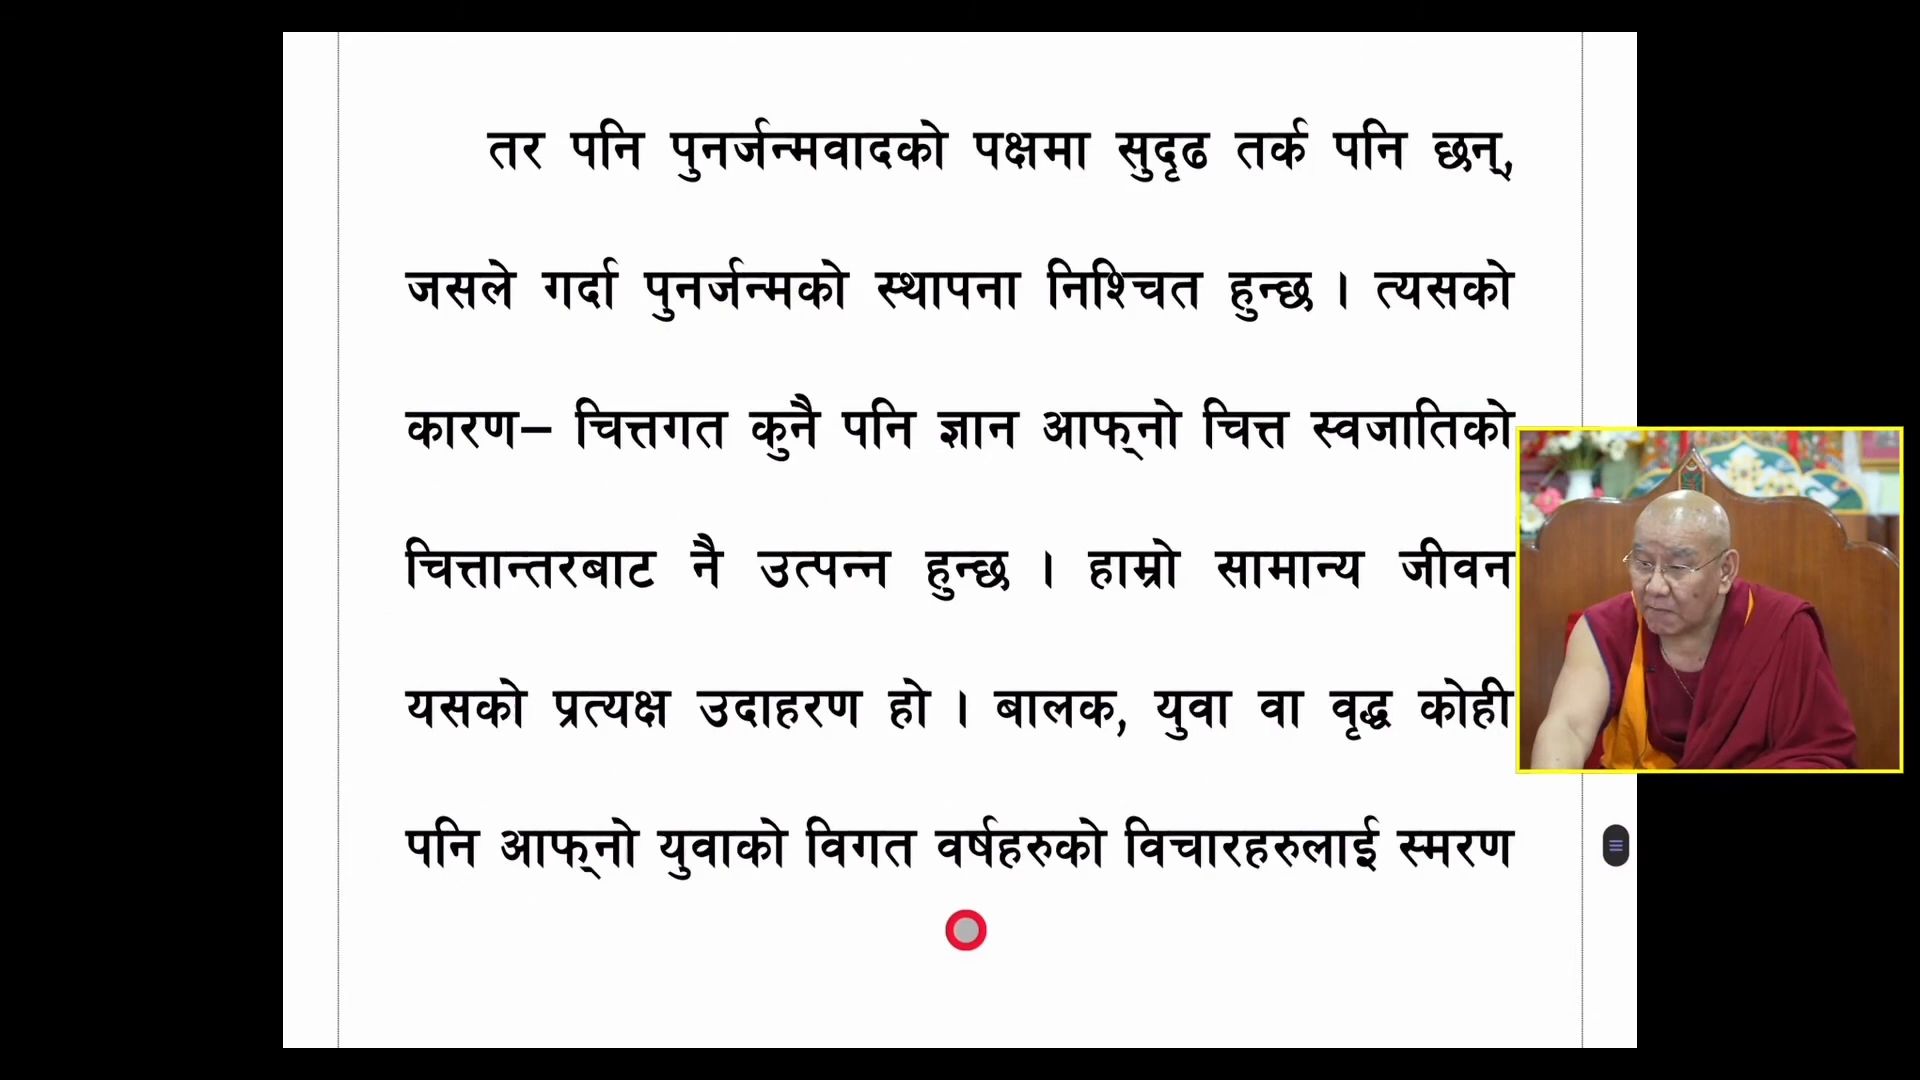 तर पनि पुनर्जन्मवादको पक्षमा सुदृढ तर्क पनि छन्,
जसले गर्दा पुनर्जन्मको स्थापना निश्चित हुन्छ । त्यसको
कारण– चित्तगत कुनै पनि ज्ञान आफ्‌नो चित्त स्वजातिको
चित्तान्तरबाट नै उत्पन्न हुन्छ । हाम्रो सामान्य जीवन
यसको प्रत्यक्ष उदाहरण हो । बालक, युवा वा वृद्ध कोही
पनि आफ्‌नो युवाको विगत वर्षहरुको विचारहरुलाई स्मरण